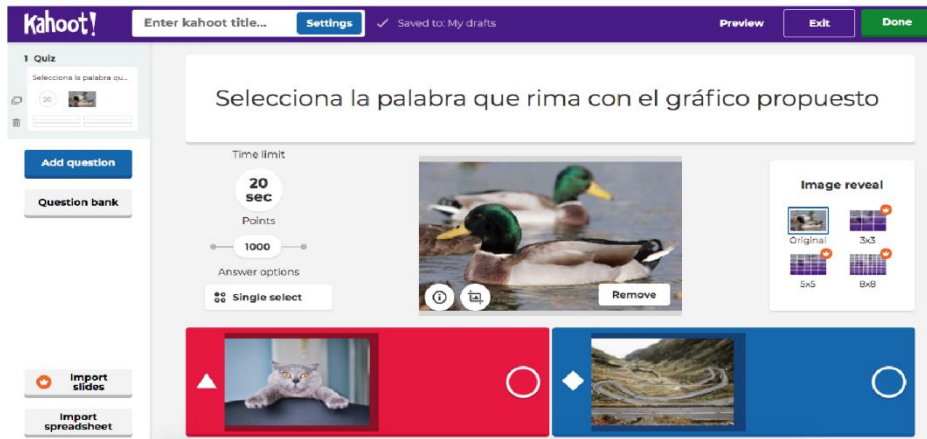 Kahoot!
Enter kahoot title...
Settings
Saved to: My drafts
Preview
Exit
Done
1 Quiz
Selecciona la palabra qu...
20
Add question
Question bank
Import
slides
Import
spreadsheet
Selecciona la palabra que rima con el gráfico propuesto
Time limit
20
sec
Points
1000
Answer options
Single select
Remove
Image reveal
Original
3x3
5x5
8x8